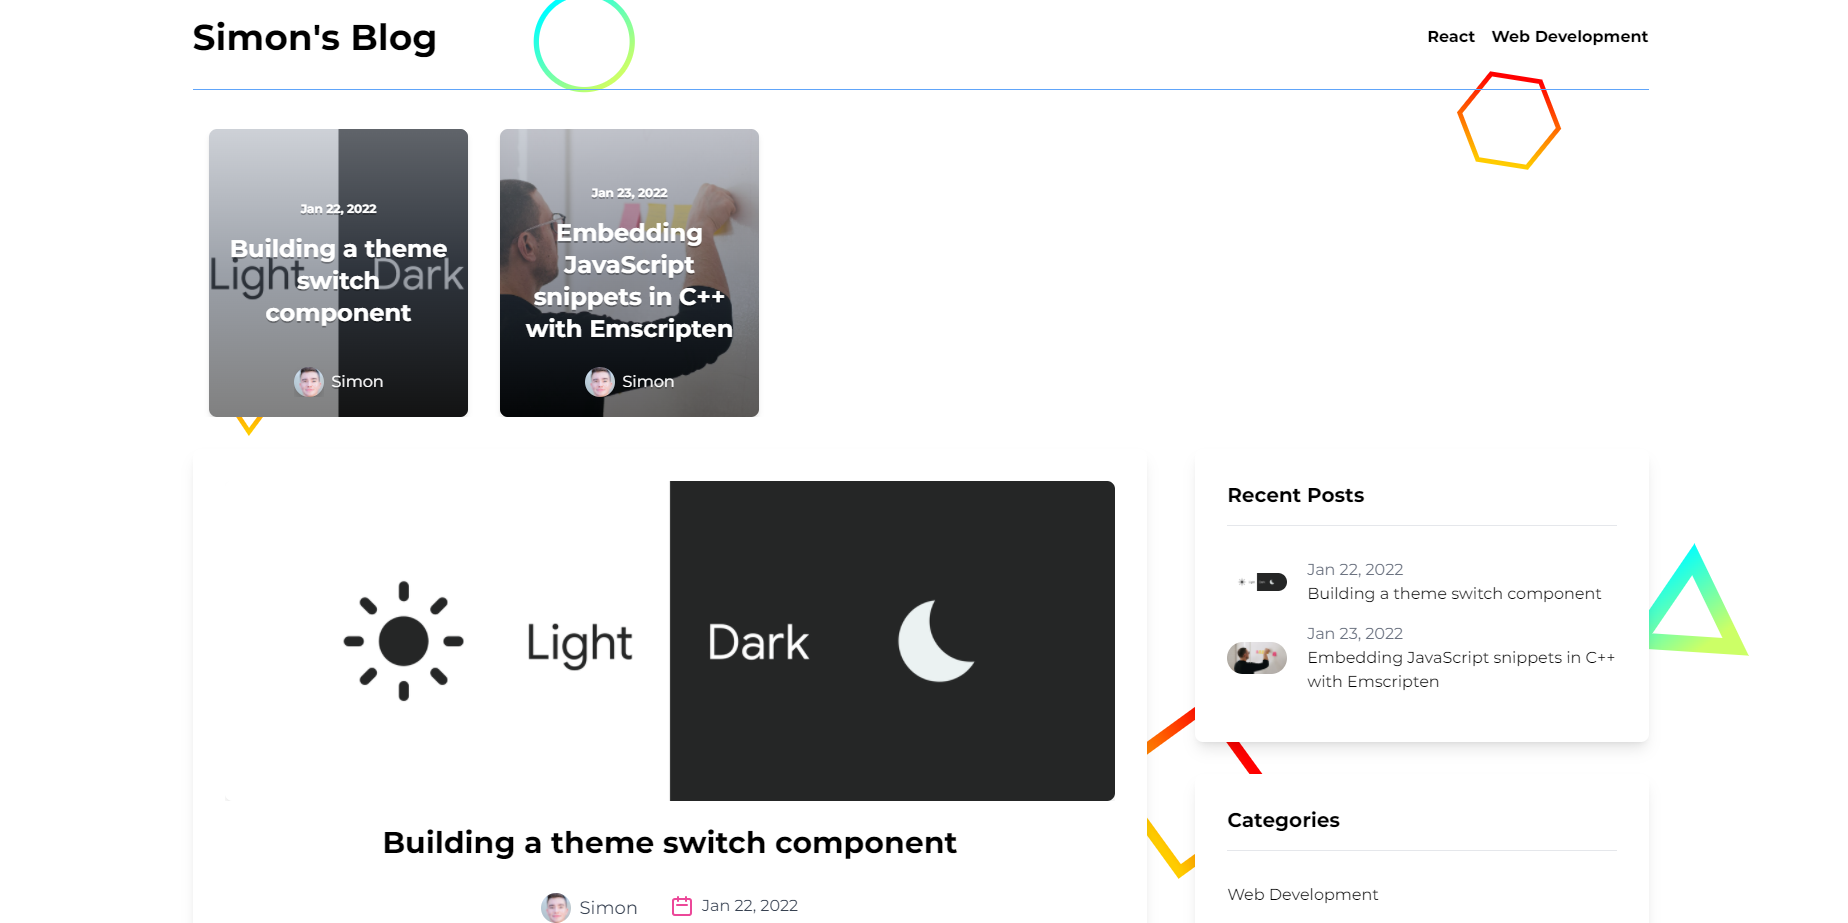 Simon's Blog
React Web Development
Jan 22, 2022
Building a theme
switch
component
Light Dark
Simon
Jan 23, 2022
Embedding
JavaScript
snippets in C++
with Emscripten
Simon
Light Dark
Building a theme switch component
Simon Jan 22, 2022
Recent Posts
Jan 22, 2022
Building a theme switch component
Jan 23, 2022
Embedding JavaScript snippets in C++
with Emscripten
Categories
Web Development